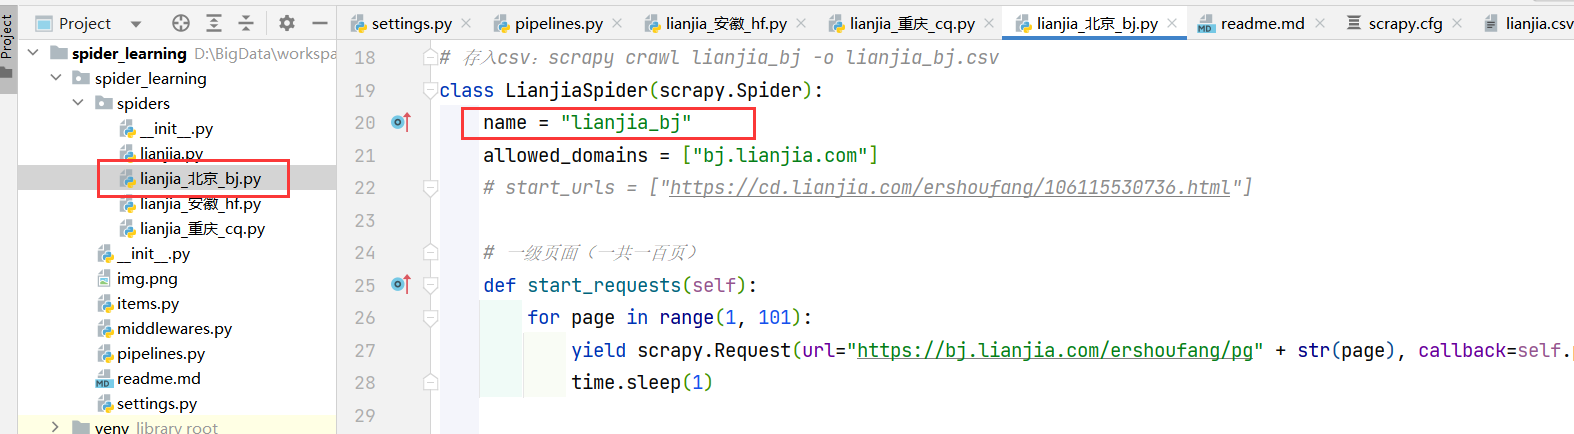 Project
settings.py
pipelines.py
lianjia_安徽_hf.py
lianjia_重庆_cq.py
lianjia_北京_bj.py
readme.md
scrapy.cfg
lianjia.csv
Project
spider_learning D:\BigData\workspa
spider_learning
spiders
__init__.py
lianjia.py
lianjia_北京_bj.py
lianjia_安徽_hf.py
lianjia_重庆_cq.py
__init__.py
img.png
items.py
middlewares.py
pipelines.py
readme.md
settings.py
venv library root
18 # 存入csv：scrapy crawl lianjia_bj -o lianjia_bj.csv
19 class LianjiaSpider(scrapy.Spider):
20 name = "lianjia_bj"
21 allowed_domains = ["bj.lianjia.com"]
22 # start_urls = ["https://cd.lianjia.com/ershoufang/106115530736.html"]
23
24 # 一级页面（一共一百页）
25 def start_requests(self):
26 for page in range(1, 101):
27 yield scrapy.Request(url="https://bj.lianjia.com/ershoufang/pg" + str(page), callback=self.p
28 time.sleep(1)
29